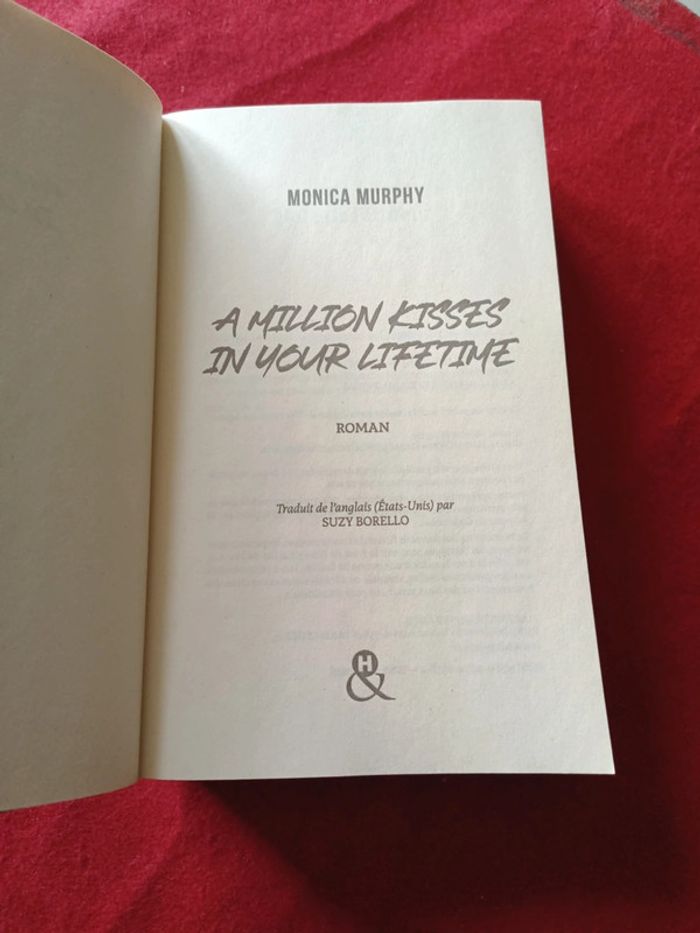 MONICA MURPHY
A MILLION KISSES
IN YOUR LIFETIME
ROMAN
Traduit de l'anglais (États-Unis) par
SUZY BORELLO
H
&